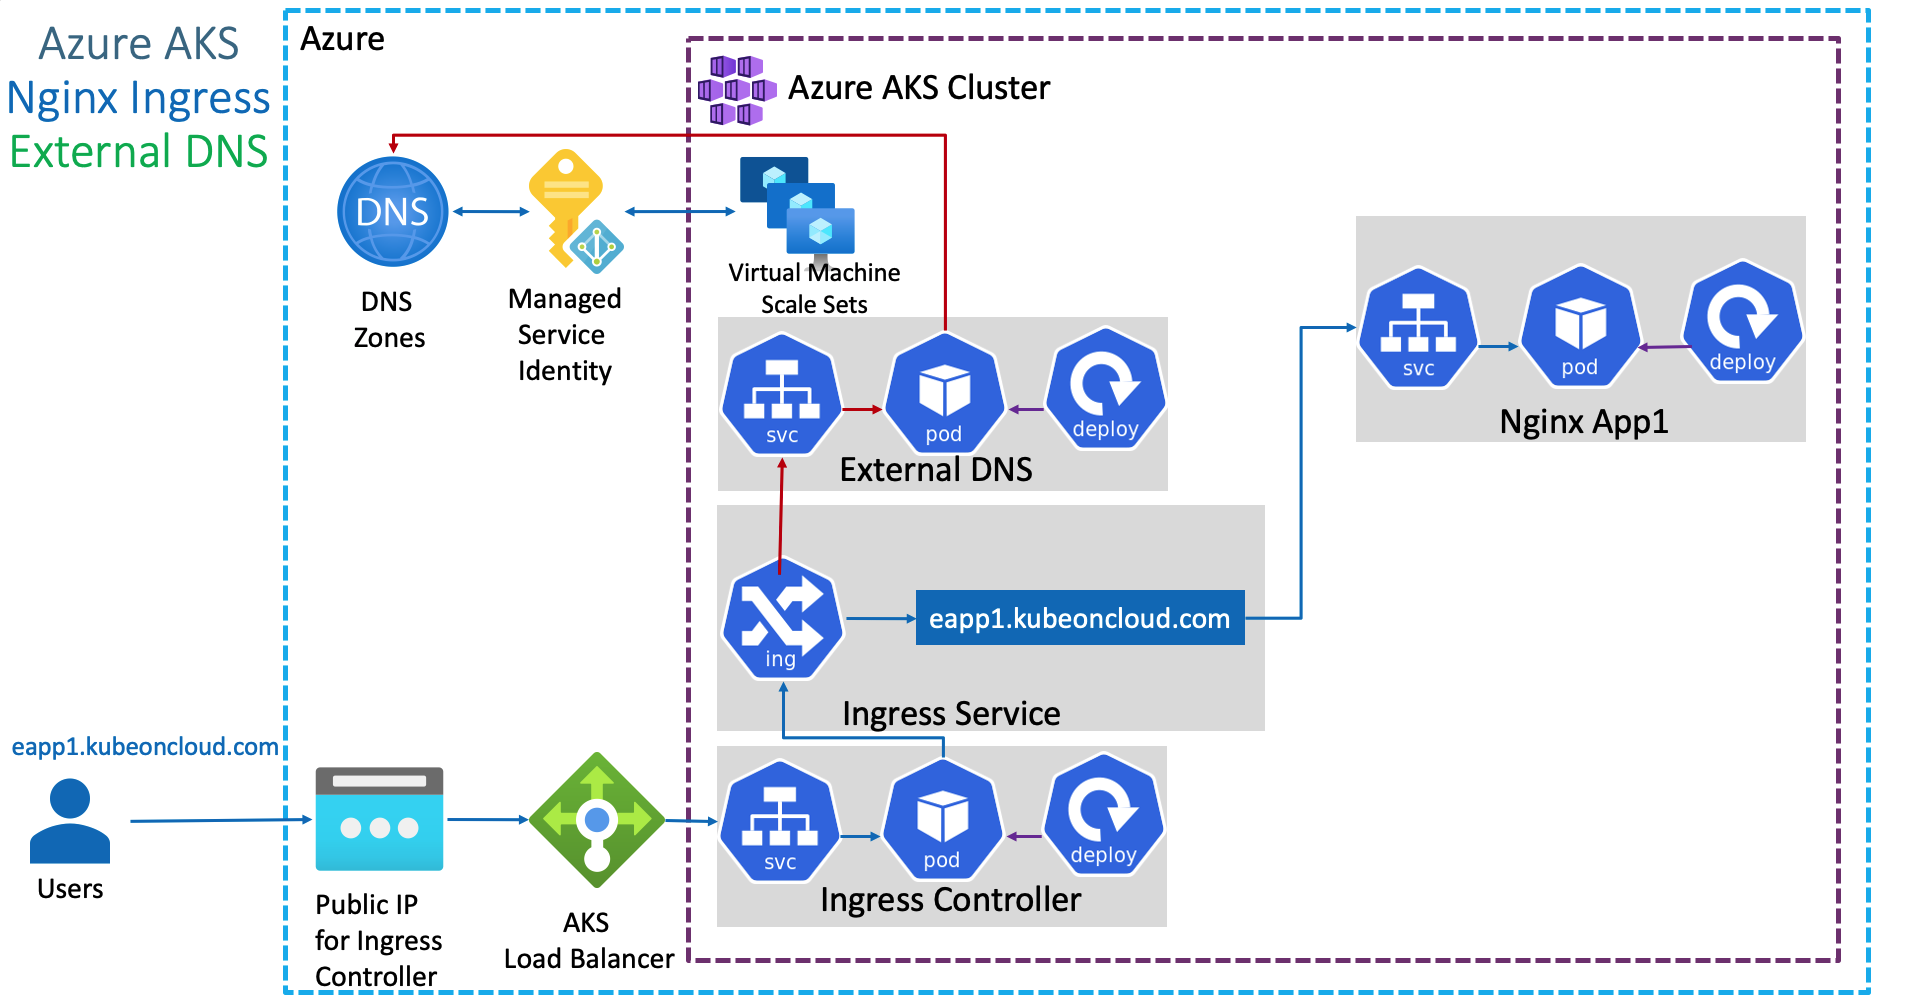 Azure AKS
Nginx Ingress
External DNS
Azure
Azure AKS Cluster
DNS
DNS
Zones
Managed
Service
Identity
Virtual Machine
Scale Sets
svc
pod
deploy
External DNS
svc
pod
deploy
Nginx App1
ing
eapp1.kubeoncloud.com
Ingress Service
eapp1.kubeoncloud.com
Users
Public IP
for Ingress
Controller
AKS
Load Balancer
svc
pod
deploy
Ingress Controller